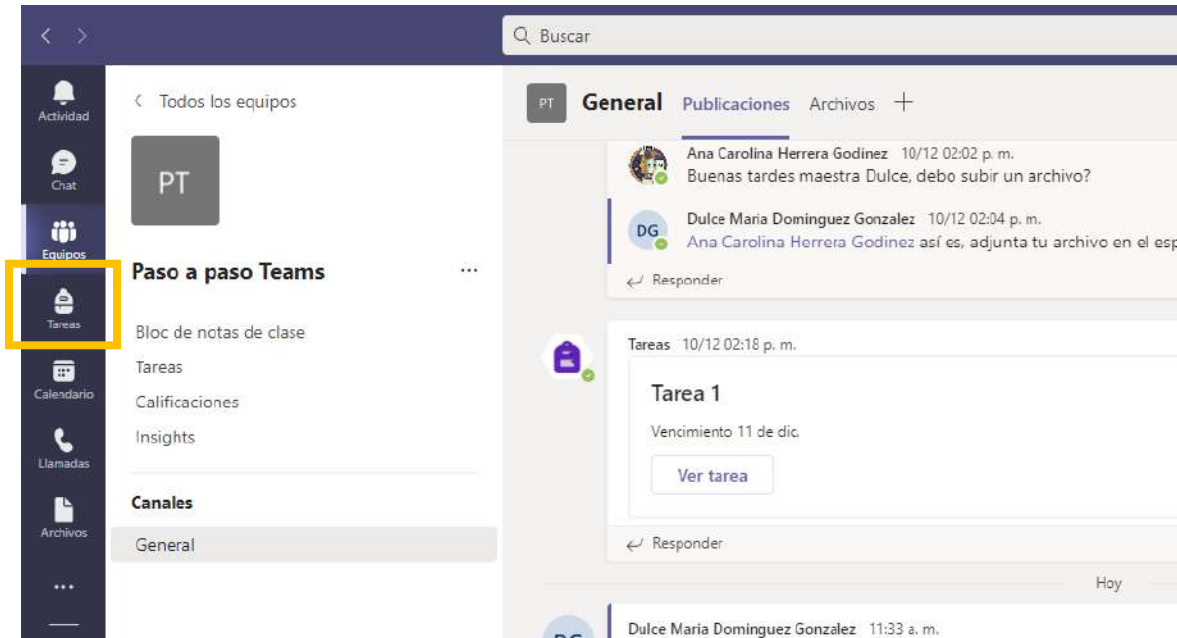 Buscar
Actividad
Chat
Equipos
Tareas
Calendario
Llamadas
Archivos
...
Todos los equipos
PT
Paso a paso Teams
...
Bloc de notas de clase
Tareas
Calificaciones
Insights
Canales
General
PT General Publicaciones Archivos +
Ana Carolina Herrera Godinez 10/12 02:02 p. m.
Buenas tardes maestra Dulce, debo subir un archivo?
DG
Dulce Maria Dominguez Gonzalez 10/12 02:04 p. m.
Ana Carolina Herrera Godinez así es, adjunta tu archivo en el esp
Responder
Tareas 10/12 02:18 p. m.
Tarea 1
Vencimiento 11 de dic.
Ver tarea
Responder
Hoy
DG
Dulce Maria Dominguez Gonzalez 11:33 a. m.